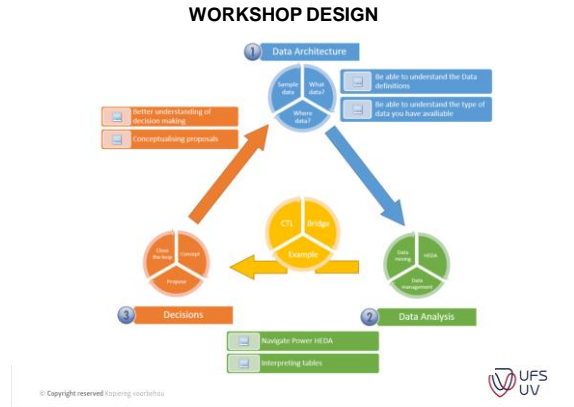 WORKSHOP DESIGN
1 Data Architecture
Sample
data
What
data?
Where
data?
Be able to understand the Data
definitions
Be able to understand the type of
data you have available
Better understanding of
decision making
Conceptualising proposals
CTL
Bridge
Example
Close
the loop
Concept
Propose
Data
mining
HEDA
Data
management
3 Decisions
2 Data Analysis
Navigate Power HEDA
Interpreting tables
© Copyright reserved Kopiereg voorbehou
UFS
UV